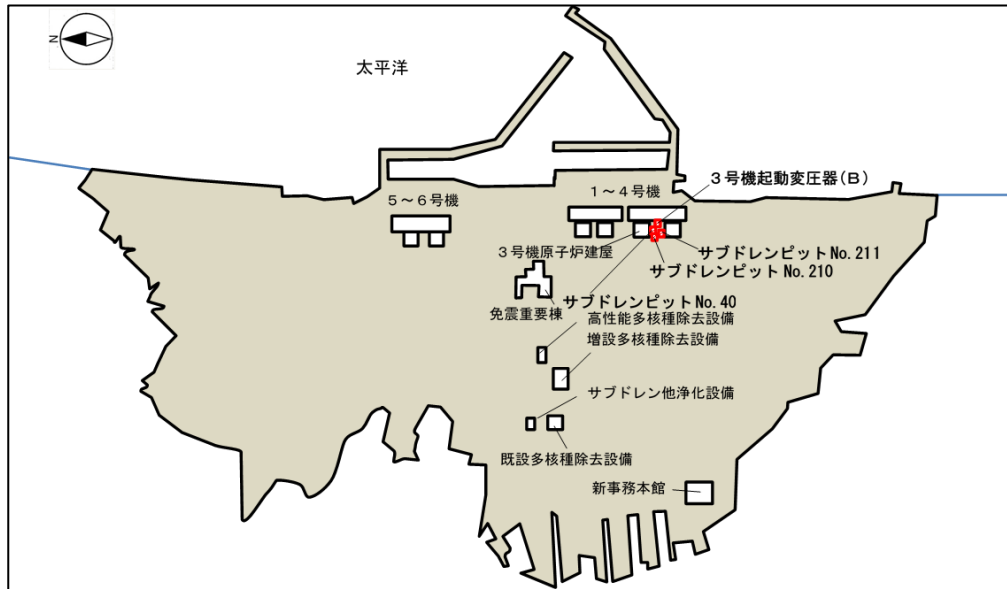 N
太平洋
3号機起動変圧器(B)
1~4号機
5~6号機
3号機原子炉建屋
サブドレンピットNo.211
サブドレンピットNo.210
サブドレンピットNo.40
免震重要棟
高性能多核種除去設備
増設多核種除去設備
サブドレン他浄化設備
既設多核種除去設備
新事務本館